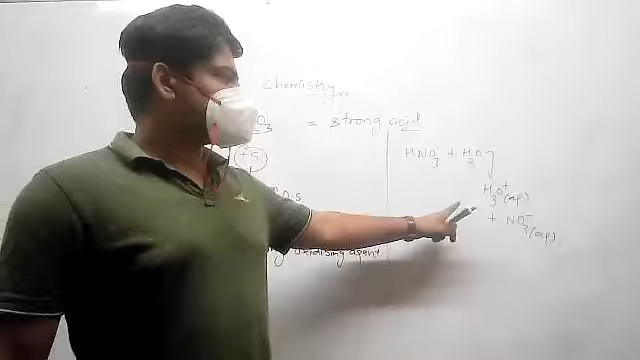 Chemistry
O₃ = strong acid
+5
o.s
oxidising agent
HNO₃ + H₂O
H₃O⁺(aq)
+ NO₃⁻(aq)